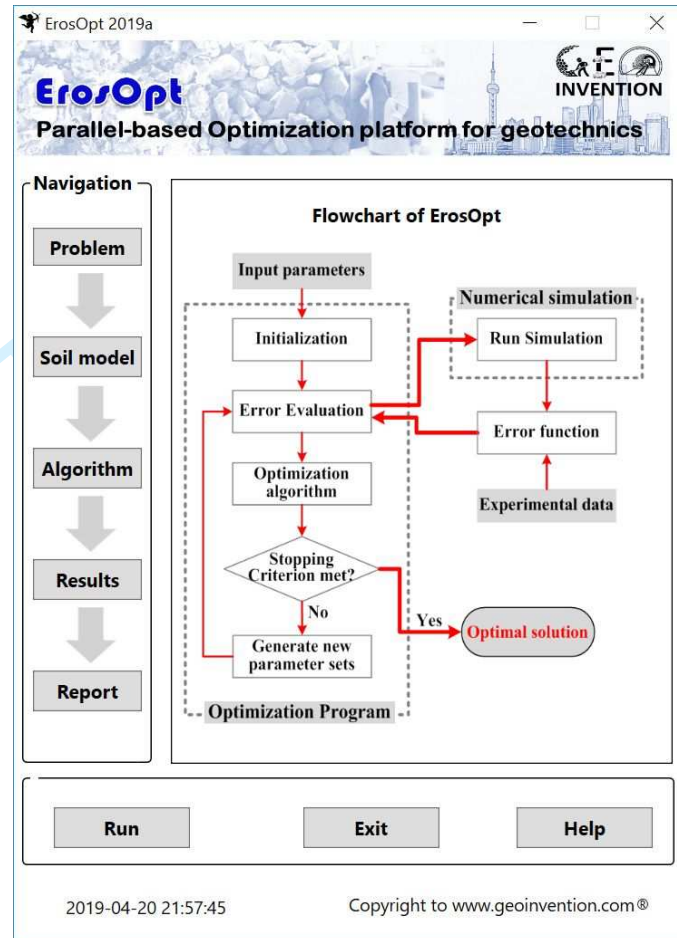 ErosOpt 2019a
ErosOpt
GEO
INVENTION
Parallel-based Optimization platform for geotechnics
Navigation
Problem
Soil model
Algorithm
Results
Report
Flowchart of ErosOpt
Input parameters
Initialization
Error Evaluation
Optimization
algorithm
Stopping
Criterion met?
No
Generate new
parameter sets
Optimization Program
Numerical simulation
Run Simulation
Error function
Experimental data
Yes
Optimal solution
Run
Exit
Help
2019-04-20 21:57:45
Copyright to www.geoinvention.com®